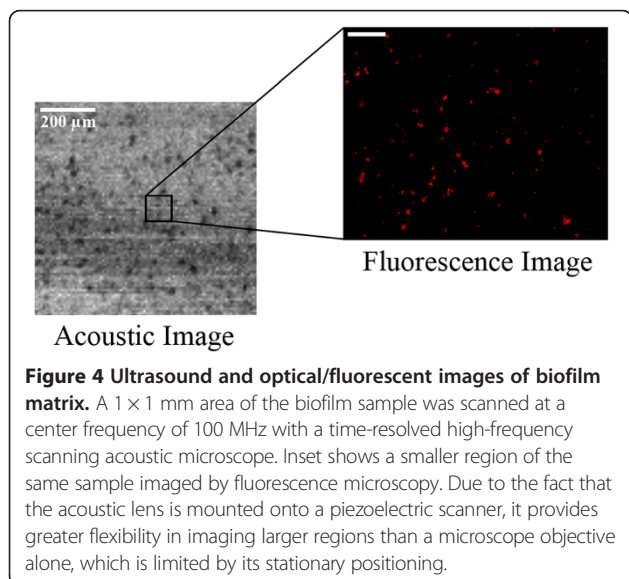 200 µm
Fluorescence Image
Acoustic Image
Figure 4 Ultrasound and optical/fluorescent images of biofilm
matrix. A 1 × 1 mm area of the biofilm sample was scanned at a
center frequency of 100 MHz with a time-resolved high-frequency
scanning acoustic microscope. Inset shows a smaller region of the
same sample imaged by fluorescence microscopy. Due to the fact that
the acoustic lens is mounted onto a piezoelectric scanner, it provides
greater flexibility in imaging larger regions than a microscope objective
alone, which is limited by its stationary positioning.